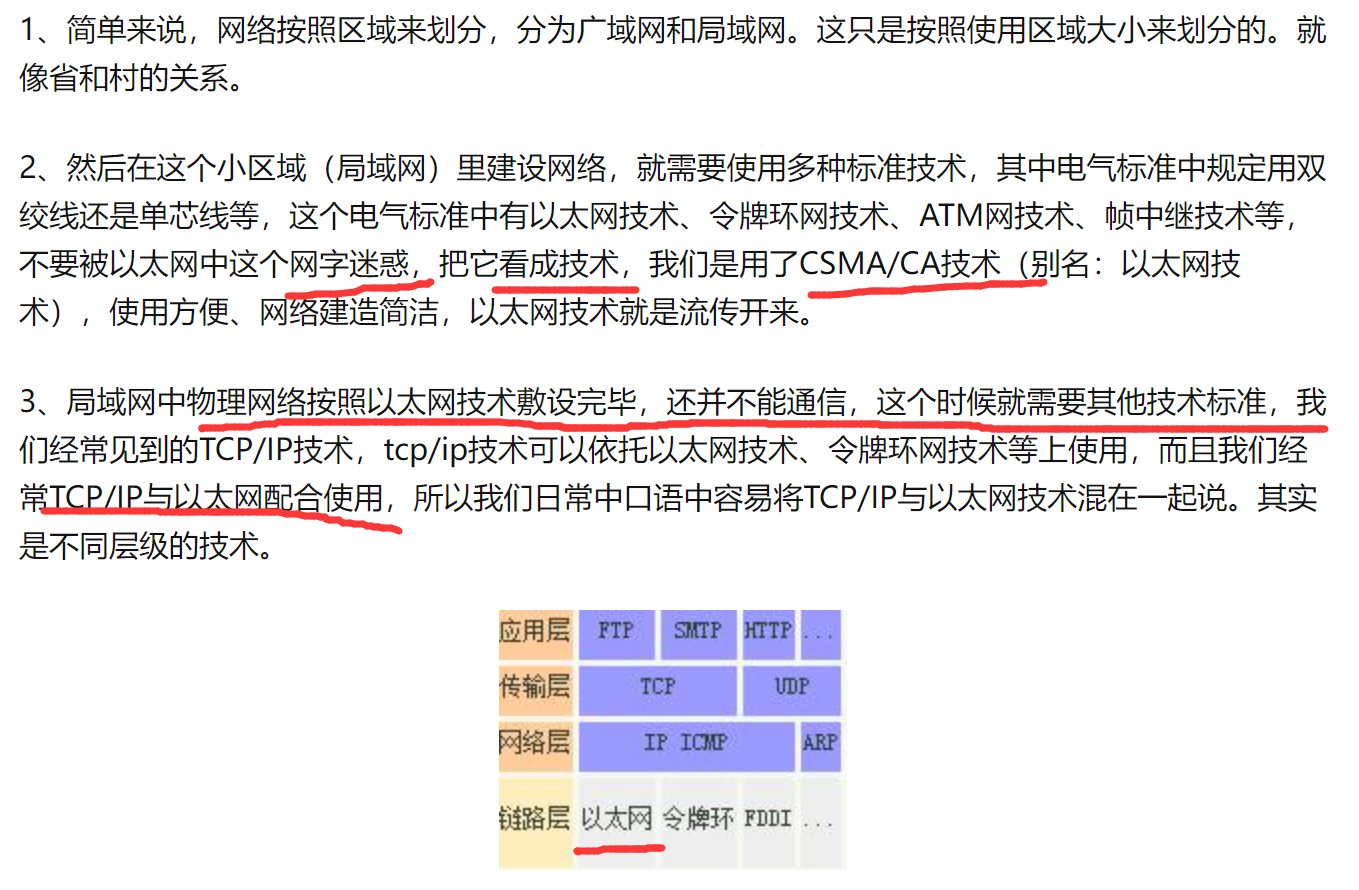 1、简单来说，网络按照区域来划分，分为广域网和局域网。这只是按照使用区域大小来划分的。就
像省和村的关系。
2、然后在这个小区域（局域网）里建设网络，就需要使用多种标准技术，其中电气标准中规定用双
绞线还是单芯线等，这个电气标准中有以太网技术、令牌环网技术、ATM网技术、帧中继技术等，
不要被以太网中这个网字迷惑，把它看成技术，我们是用了CSMA/CA技术（别名：以太网技
术），使用方便、网络建造简洁，以太网技术就是流传开来。
3、局域网中物理网络按照以太网技术敷设完毕，还并不能通信，这个时候就需要其他技术标准，我
们经常见到的TCP/IP技术，tcp/ip技术可以依托以太网技术、令牌环网技术等上使用，而且我们经
常TCP/IP与以太网配合使用，所以我们日常中口语中容易将TCP/IP与以太网技术混在一起说。其实
是不同层级的技术。
应用层 FTP SMTP HTTP ...
传输层 TCP UDP
网络层 IP ICMP ARP
链路层 以太网 令牌环 FDDI ...